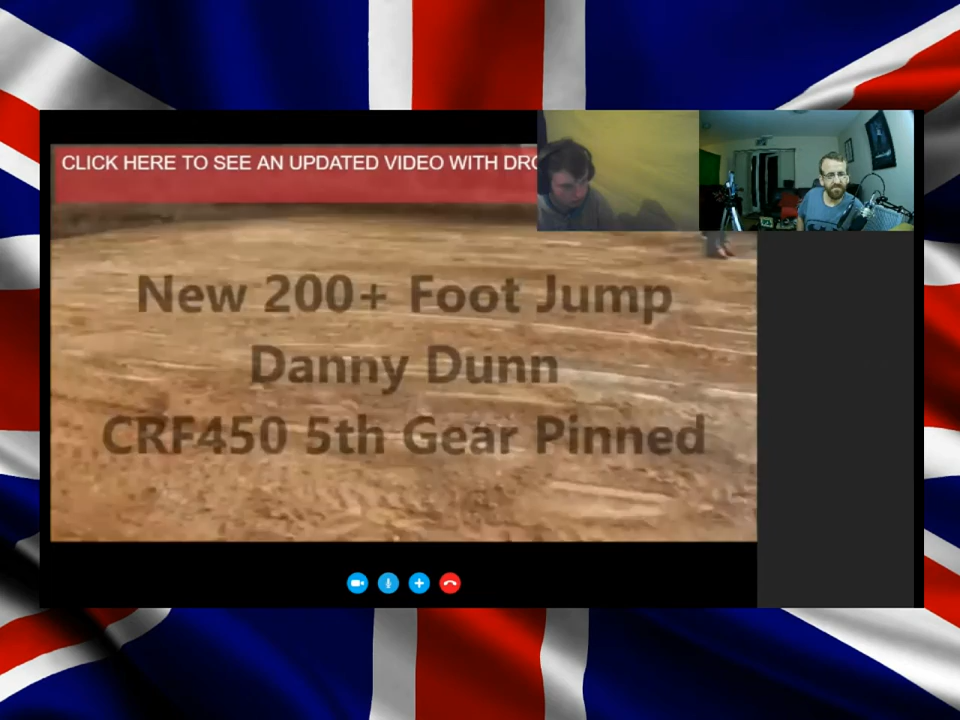 CLICK HERE TO SEE AN UPDATED VIDEO WITH DRO
New 200+ Foot Jump
Danny Dunn
CRF450 5th Gear Pinned